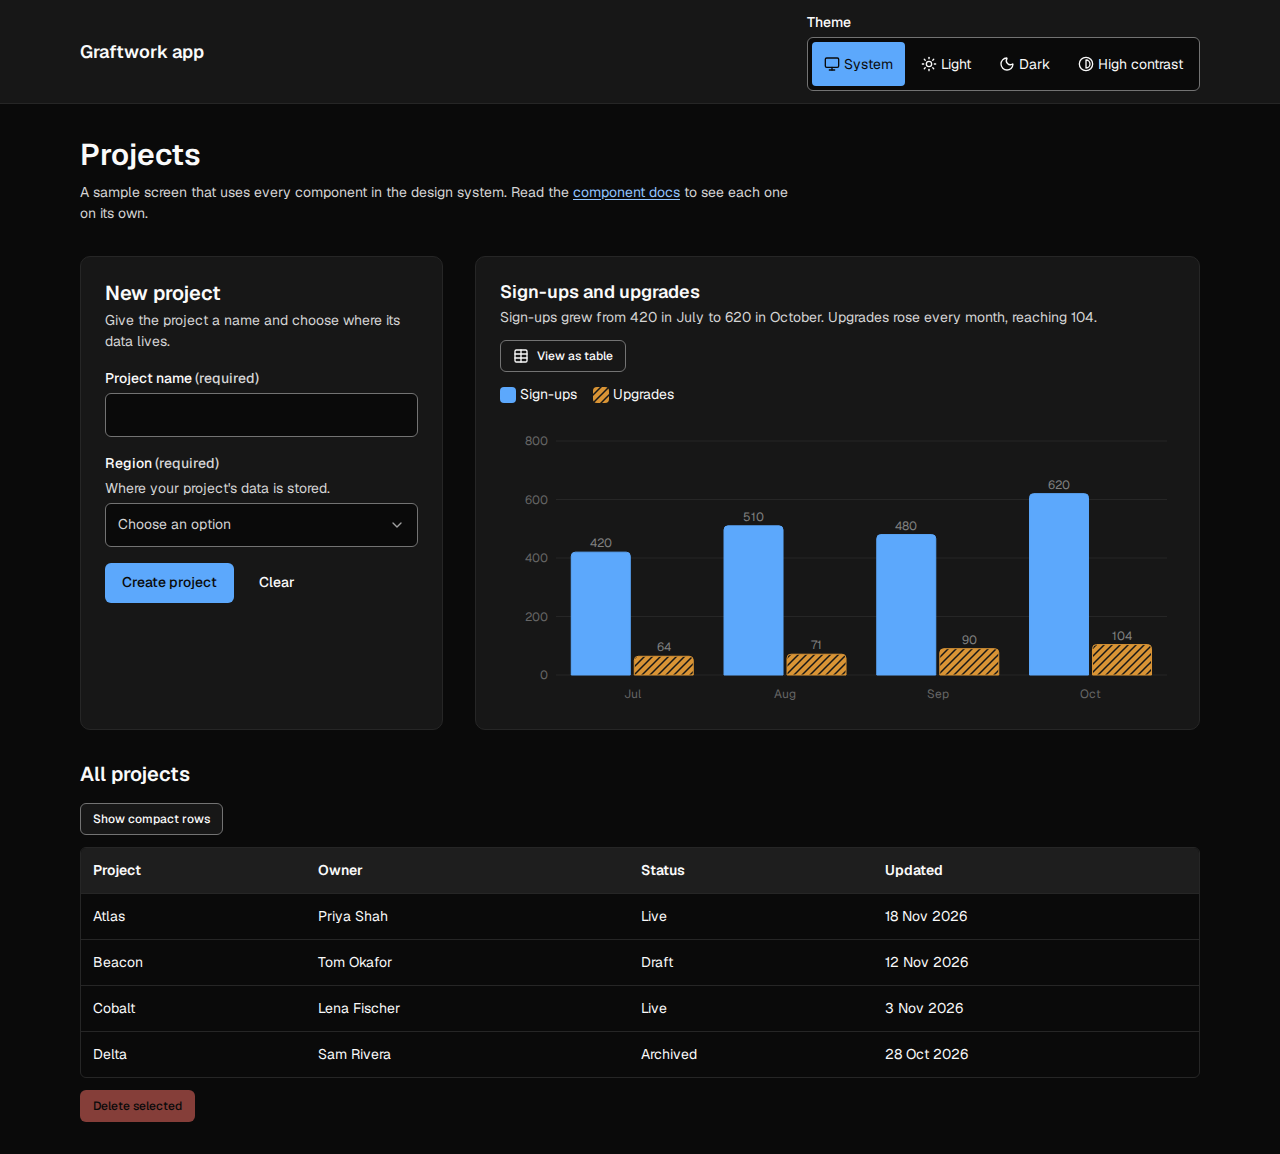 Graftwork app
Theme
System
Light
Dark
High contrast
Projects
A sample screen that uses every component in the design system. Read the component docs to see each one
on its own.
New project
Give the project a name and choose where its
data lives.
Project name (required)
Region (required)
Where your project's data is stored.
Choose an option
Create project
Clear
Sign-ups and upgrades
Sign-ups grew from 420 in July to 620 in October. Upgrades rose every month, reaching 104.
View as table
Sign-ups
Upgrades
800
600
400
200
0
420
64
510
71
480
90
620
104
Jul
Aug
Sep
Oct
All projects
Show compact rows
Project Owner Status Updated
Atlas Priya Shah Live 18 Nov 2026
Beacon Tom Okafor Draft 12 Nov 2026
Cobalt Lena Fischer Live 3 Nov 2026
Delta Sam Rivera Archived 28 Oct 2026
Delete selected